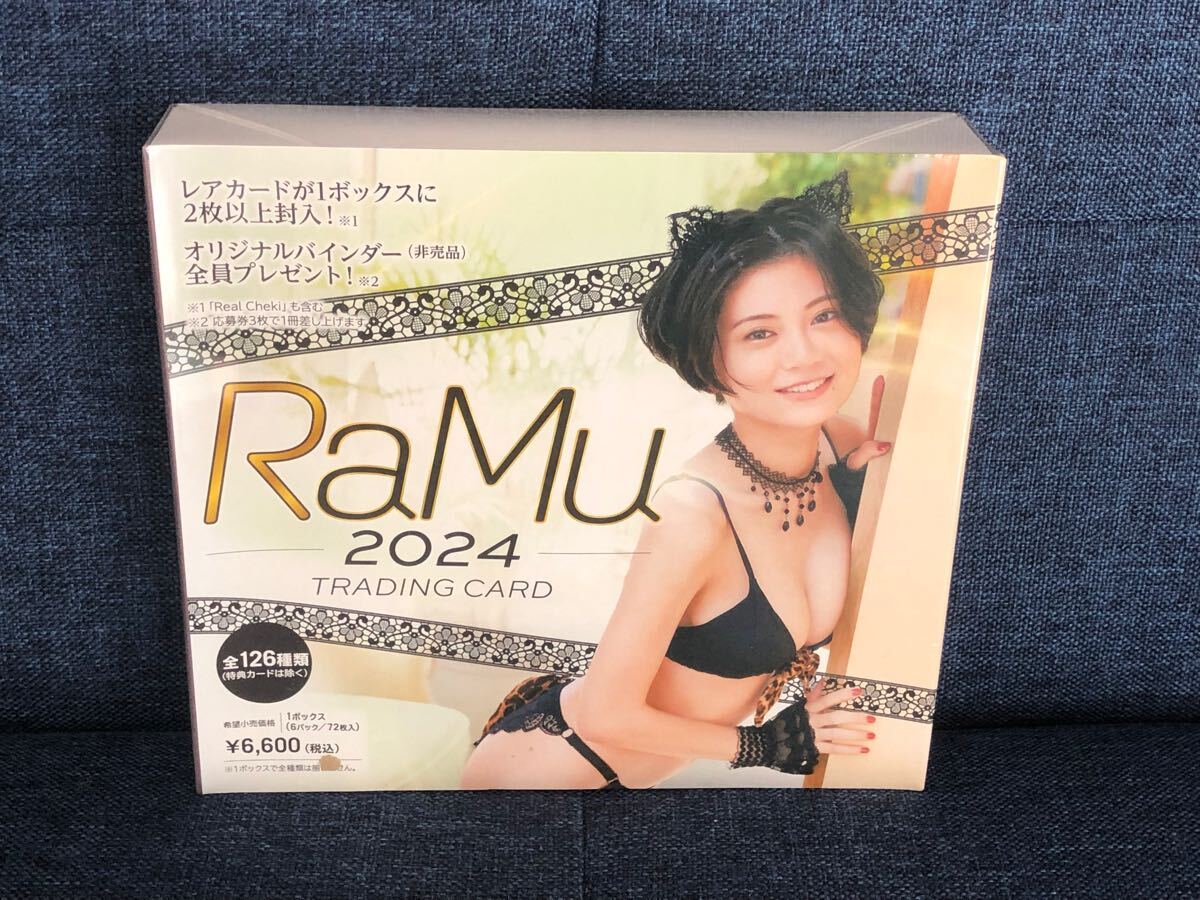 レアカードが1ボックスに
2枚以上封入!※1
オリジナルバインダー(非売品)
全員プレゼント!※2
※1「Real Cheki」も含む
※2 応募券3枚で1冊差し上げます
RaMu
2024
TRADING CARD
全126種類
(特典カードは除く)
希望小売価格
1ボックス
(6パック/72枚入)
¥6,600(税込)
※1ボックスで全種類は揃いません。